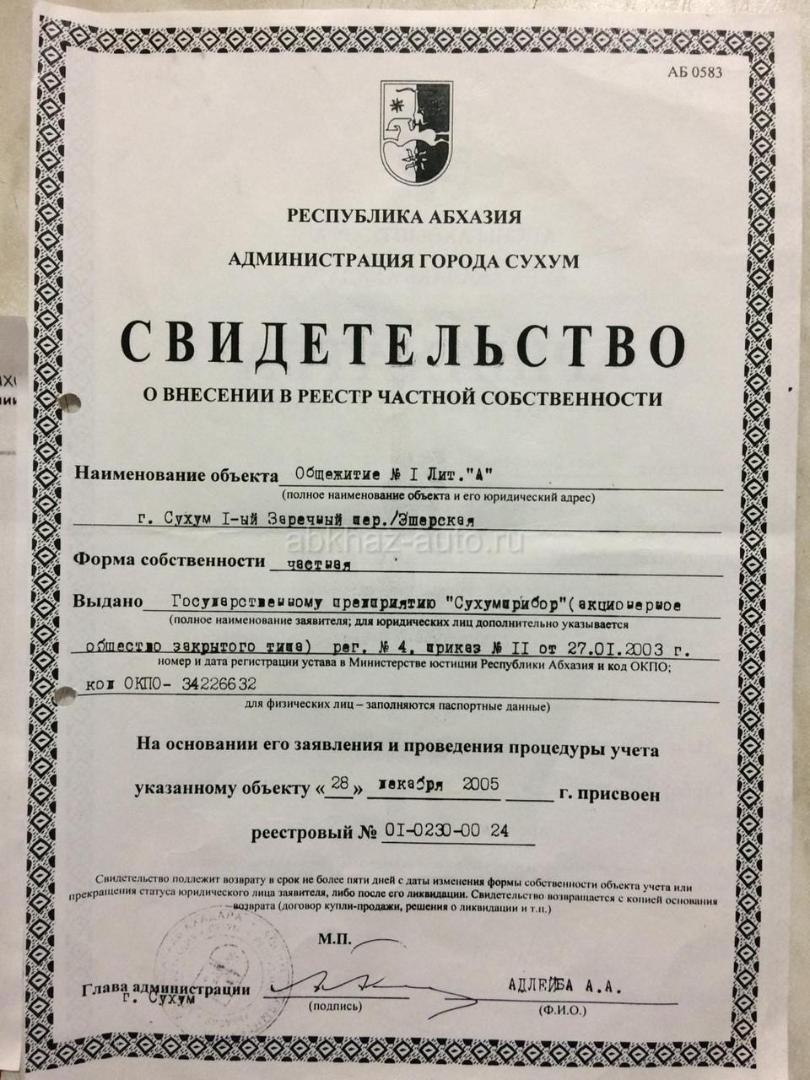 АБ 0583
РЕСПУБЛИКА АБХАЗИЯ
АДМИНИСТРАЦИЯ ГОРОДА СУХУМ
СВИДЕТЕЛЬСТВО
О ВНЕСЕНИИ В РЕЕСТР ЧАСТНОЙ СОБСТВЕННОСТИ
Наименование объекта Общежитие № I Лит."А"
(полное наименование объекта и его юридический адрес)
г. Сухум I-ый Заречный пер./Эшерская
abkhaz-auto.ru
Форма собственности частная
Выдано Государственному предприятию "Сухумприбор"(акционерное
(полное наименование заявителя; для юридических лиц дополнительно указывается
общество закрытого типа) рег. № 4, приказ № II от 27.01.2003 г.
номер и дата регистрации устава в Министерстве юстиции Республики Абхазия и код ОКПО;
код ОКПО- 34226632
для физических лиц – заполняются паспортные данные)
На основании его заявления и проведения процедуры учета
указанному объекту «28» декабря 2005 г. присвоен
реестровый № 01-0230-00 24
Свидетельство подлежит возврату в срок не более пяти дней с даты изменения формы собственности объекта учета или
прекращения статуса юридического лица заявителя, либо после его ликвидации. Свидетельство возвращается с копией основания
возврата (договор купли-продажи, решения о ликвидации и т.п.)
М.П.
Глава администрации АДЛЕЙБА А.А.
г. Сухум (подпись) (Ф.И.О.)